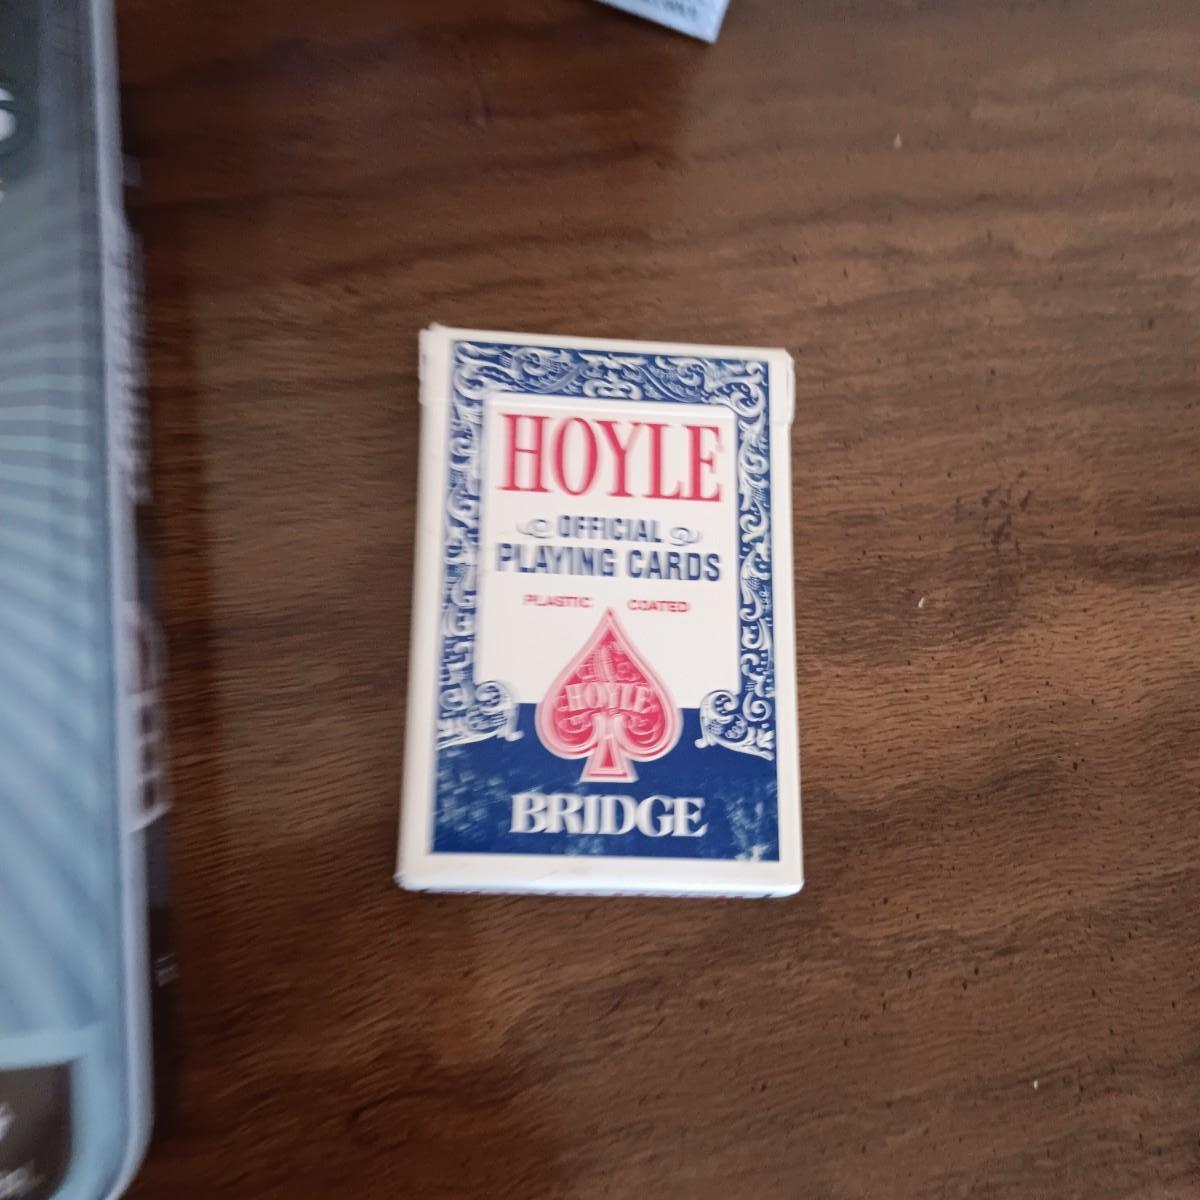 HOYLE
OFFICIAL
PLAYING CARDS
PLASTIC COATED
HOYLE
BRIDGE